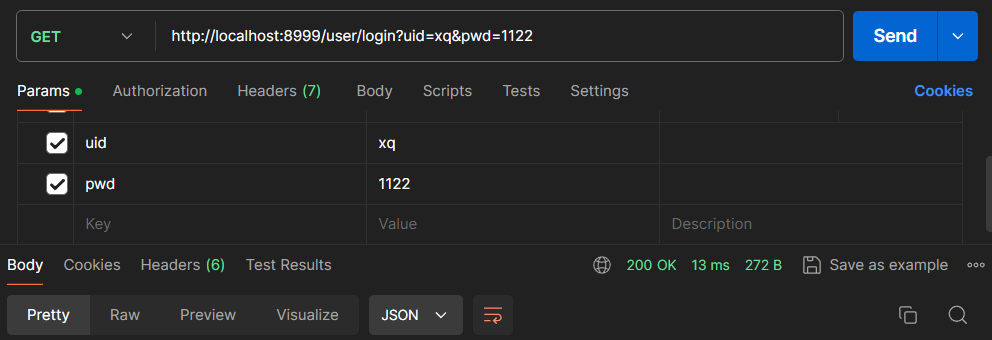 GET http://localhost:8999/user/login?uid=xq&pwd=1122 Send
Params Authorization Headers (7) Body Scripts Tests Settings Cookies
uid xq
pwd 1122
Key Value Description
Body Cookies Headers (6) Test Results 200 OK 13 ms 272 B Save as example
Pretty Raw Preview Visualize JSON